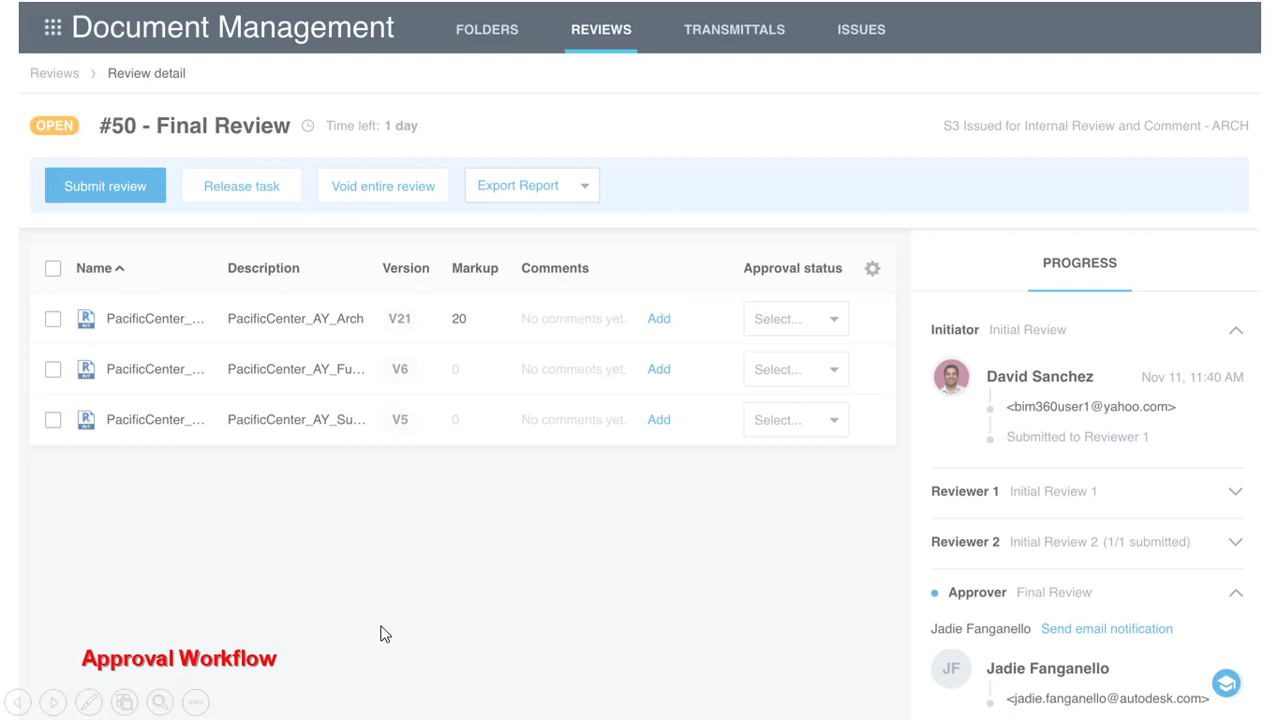 Document Management FOLDERS REVIEWS TRANSMITTALS ISSUES
Reviews > Review detail
OPEN #50 - Final Review Time left: 1 day S3 Issued for Internal Review and Comment - ARCH
Submit review Release task Void entire review Export Report
Name Description Version Markup Comments Approval status
PacificCenter_... PacificCenter_AY_Arch V21 20 No comments yet. Add Select...
PacificCenter_... PacificCenter_AY_Fu... V6 0 No comments yet. Add Select...
PacificCenter_... PacificCenter_AY_Su... V5 0 No comments yet. Add Select...
PROGRESS
Initiator Initial Review
David Sanchez Nov 11, 11:40 AM
<bim360user1@yahoo.com>
Submitted to Reviewer 1
Reviewer 1 Initial Review 1
Reviewer 2 Initial Review 2 (1/1 submitted)
Approver Final Review
Jadie Fanganello Send email notification
JF Jadie Fanganello
<jadie.fanganello@autodesk.com>
Approval Workflow